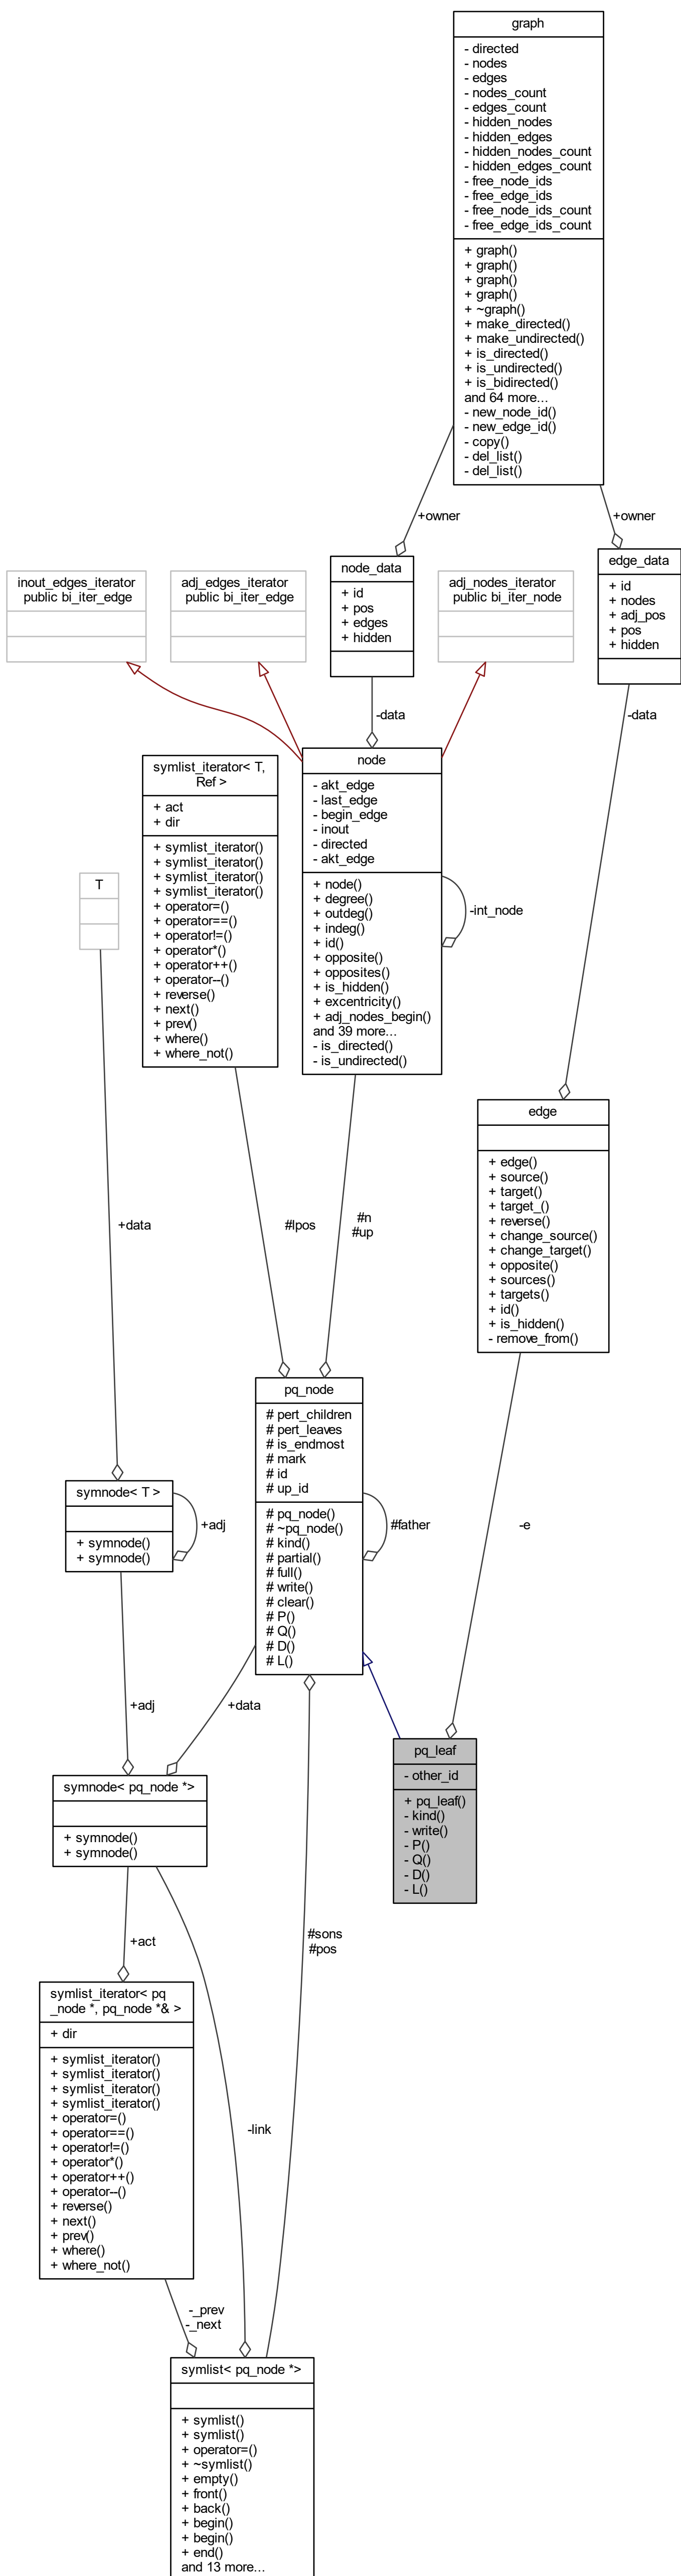 graph
- directed
- nodes
- edges
- nodes_count
- edges_count
- hidden_nodes
- hidden_edges
- hidden_nodes_count
- hidden_edges_count
- free_node_ids
- free_edge_ids
- free_node_ids_count
- free_edge_ids_count
+ graph()
+ graph()
+ graph()
+ graph()
+ ~graph()
+ make_directed()
+ make_undirected()
+ is_directed()
+ is_undirected()
+ is_bidirected()
and 64 more...
- new_node_id()
- new_edge_id()
- copy()
- del_list()
- del_list()
+owner
+owner
inout_edges_iterator
public bi_iter_edge
adj_edges_iterator
public bi_iter_edge
node_data
+ id
+ pos
+ edges
+ hidden
adj_nodes_iterator
public bi_iter_node
edge_data
+ id
+ nodes
+ adj_pos
+ pos
+ hidden
-data
-data
symlist_iterator< T,
Ref >
+ act
+ dir
+ symlist_iterator()
+ symlist_iterator()
+ symlist_iterator()
+ symlist_iterator()
+ operator=()
+ operator==()
+ operator!=()
+ operator*()
+ operator++()
+ operator--()
+ reverse()
+ next()
+ prev()
+ where()
+ where_not()
node
- akt_edge
- last_edge
- begin_edge
- inout
- directed
- akt_edge
+ node()
+ degree()
+ outdeg()
+ indeg()
+ id()
+ opposite()
+ opposites()
+ is_hidden()
+ excentricity()
+ adj_nodes_begin()
and 39 more...
- is_directed()
- is_undirected()
-int_node
T
edge
+ edge()
+ source()
+ target()
+ target_()
+ reverse()
+ change_source()
+ change_target()
+ opposite()
+ sources()
+ targets()
+ id()
+ is_hidden()
- remove_from()
+data
#lpos
#n
#up
pq_node
# pert_children
# pert_leaves
# is_endmost
# mark
# id
# up_id
# pq_node()
# ~pq_node()
# kind()
# partial()
# full()
# write()
# clear()
# P()
# Q()
# D()
# L()
#father
symnode< T >
+ symnode()
+ symnode()
+adj
-e
+adj
+data
pq_leaf
- other_id
+ pq_leaf()
- kind()
- write()
- P()
- Q()
- D()
- L()
symnode< pq_node *>
+ symnode()
+ symnode()
+act
#sons
#pos
symlist_iterator< pq
_node *, pq_node *& >
+ dir
+ symlist_iterator()
+ symlist_iterator()
+ symlist_iterator()
+ symlist_iterator()
+ operator=()
+ operator==()
+ operator!=()
+ operator*()
+ operator++()
+ operator--()
+ reverse()
+ next()
+ prev()
+ where()
+ where_not()
-link
-_prev
-_next
symlist< pq_node *>
+ symlist()
+ symlist()
+ operator=()
+ ~symlist()
+ empty()
+ front()
+ back()
+ begin()
+ begin()
+ end()
and 13 more...